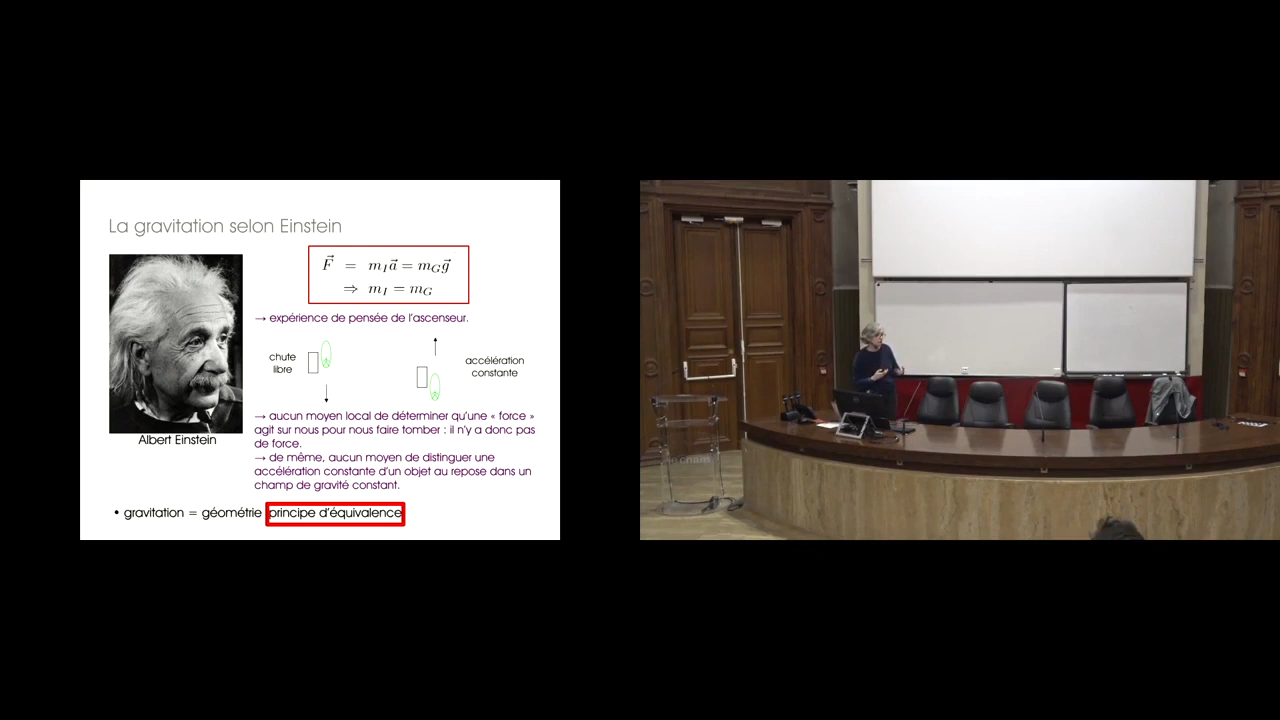 La gravitation selon Einstein
F⃗ = m_I a⃗ = m_G g⃗
⇒ m_I = m_G
→ expérience de pensée de l'ascenseur.
chute
libre
accélération
constante
→ aucun moyen local de déterminer qu'une « force »
agit sur nous pour nous faire tomber : il n'y a donc pas
de force.
→ de même, aucun moyen de distinguer une
accélération constante d'un objet au repose dans un
champ de gravité constant.
Albert Einstein
• gravitation = géométrie principe d'équivalence